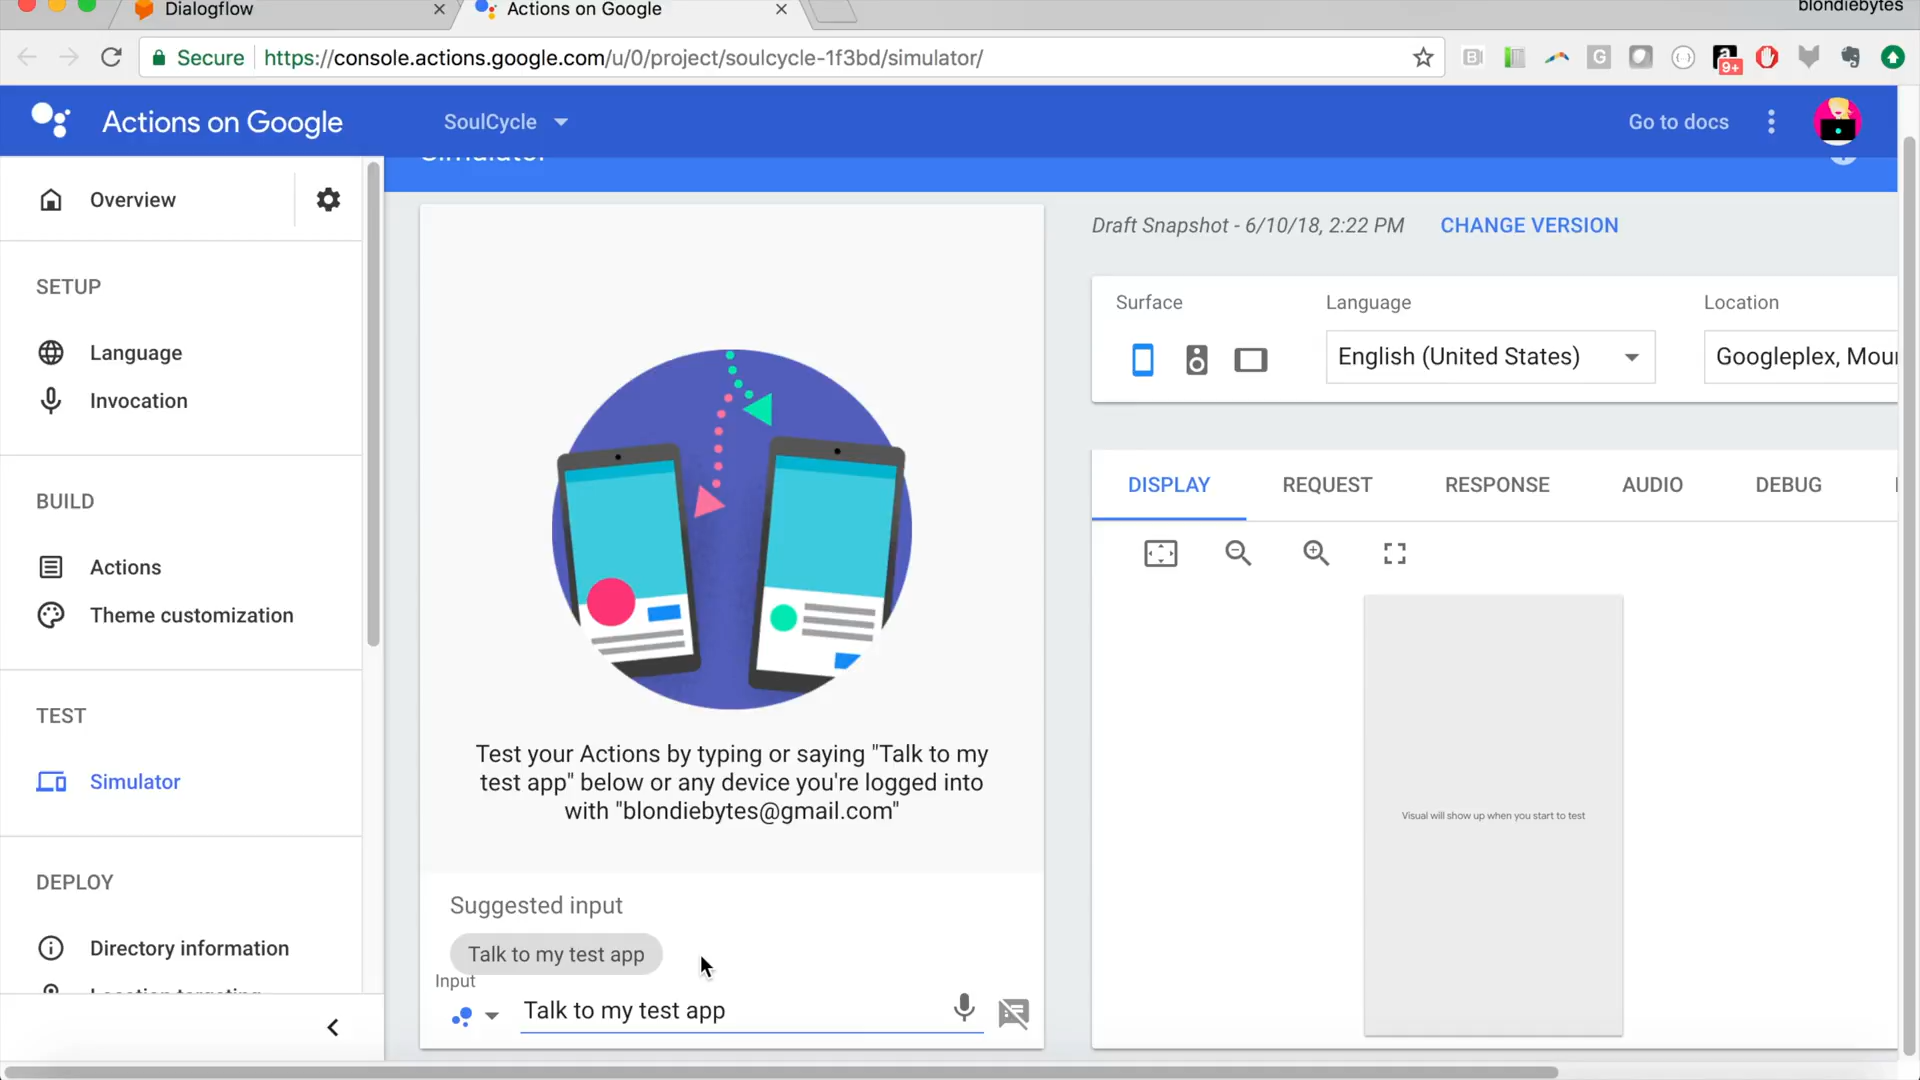 Dialogflow
Actions on Google
blondiebytes
Secure
https://console.actions.google.com/u/0/project/soulcycle-1f3bd/simulator/
9+
Actions on Google
SoulCycle
Go to docs
Simulator
Overview
SETUP
Language
Invocation
BUILD
Actions
Theme customization
TEST
Simulator
DEPLOY
Directory information
Location targeting
Test your Actions by typing or saying "Talk to my
test app" below or any device you're logged into
with "blondiebytes@gmail.com"
Suggested input
Talk to my test app
Input
Talk to my test app
Draft Snapshot - 6/10/18, 2:22 PM
CHANGE VERSION
Surface
Language
Location
English (United States)
Googleplex, Moun
DISPLAY
REQUEST
RESPONSE
AUDIO
DEBUG
Visual will show up when you start to test